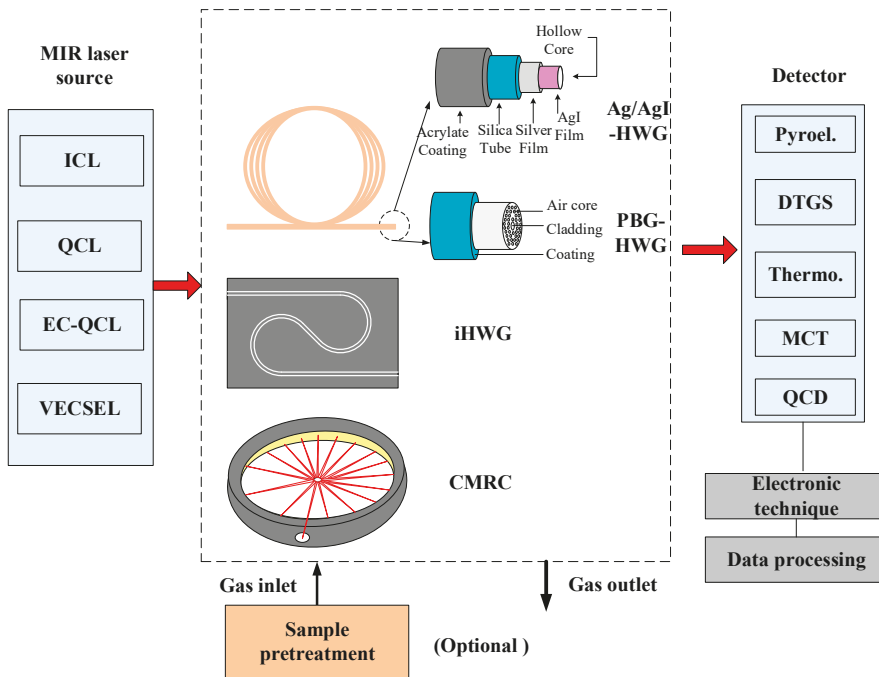 MIR laser
source
ICL
QCL
EC-QCL
VECSEL
Hollow
Core
Acrylate
Coating
Silica
Tube
Silver
Film
AgI
Film
Ag/AgI
-HWG
Air core
Cladding
Coating
PBG-
HWG
iHWG
CMRC
Gas inlet
Gas outlet
Sample
pretreatment
(Optional )
Detector
Pyroel.
DTGS
Thermo.
MCT
QCD
Electronic
technique
Data processing